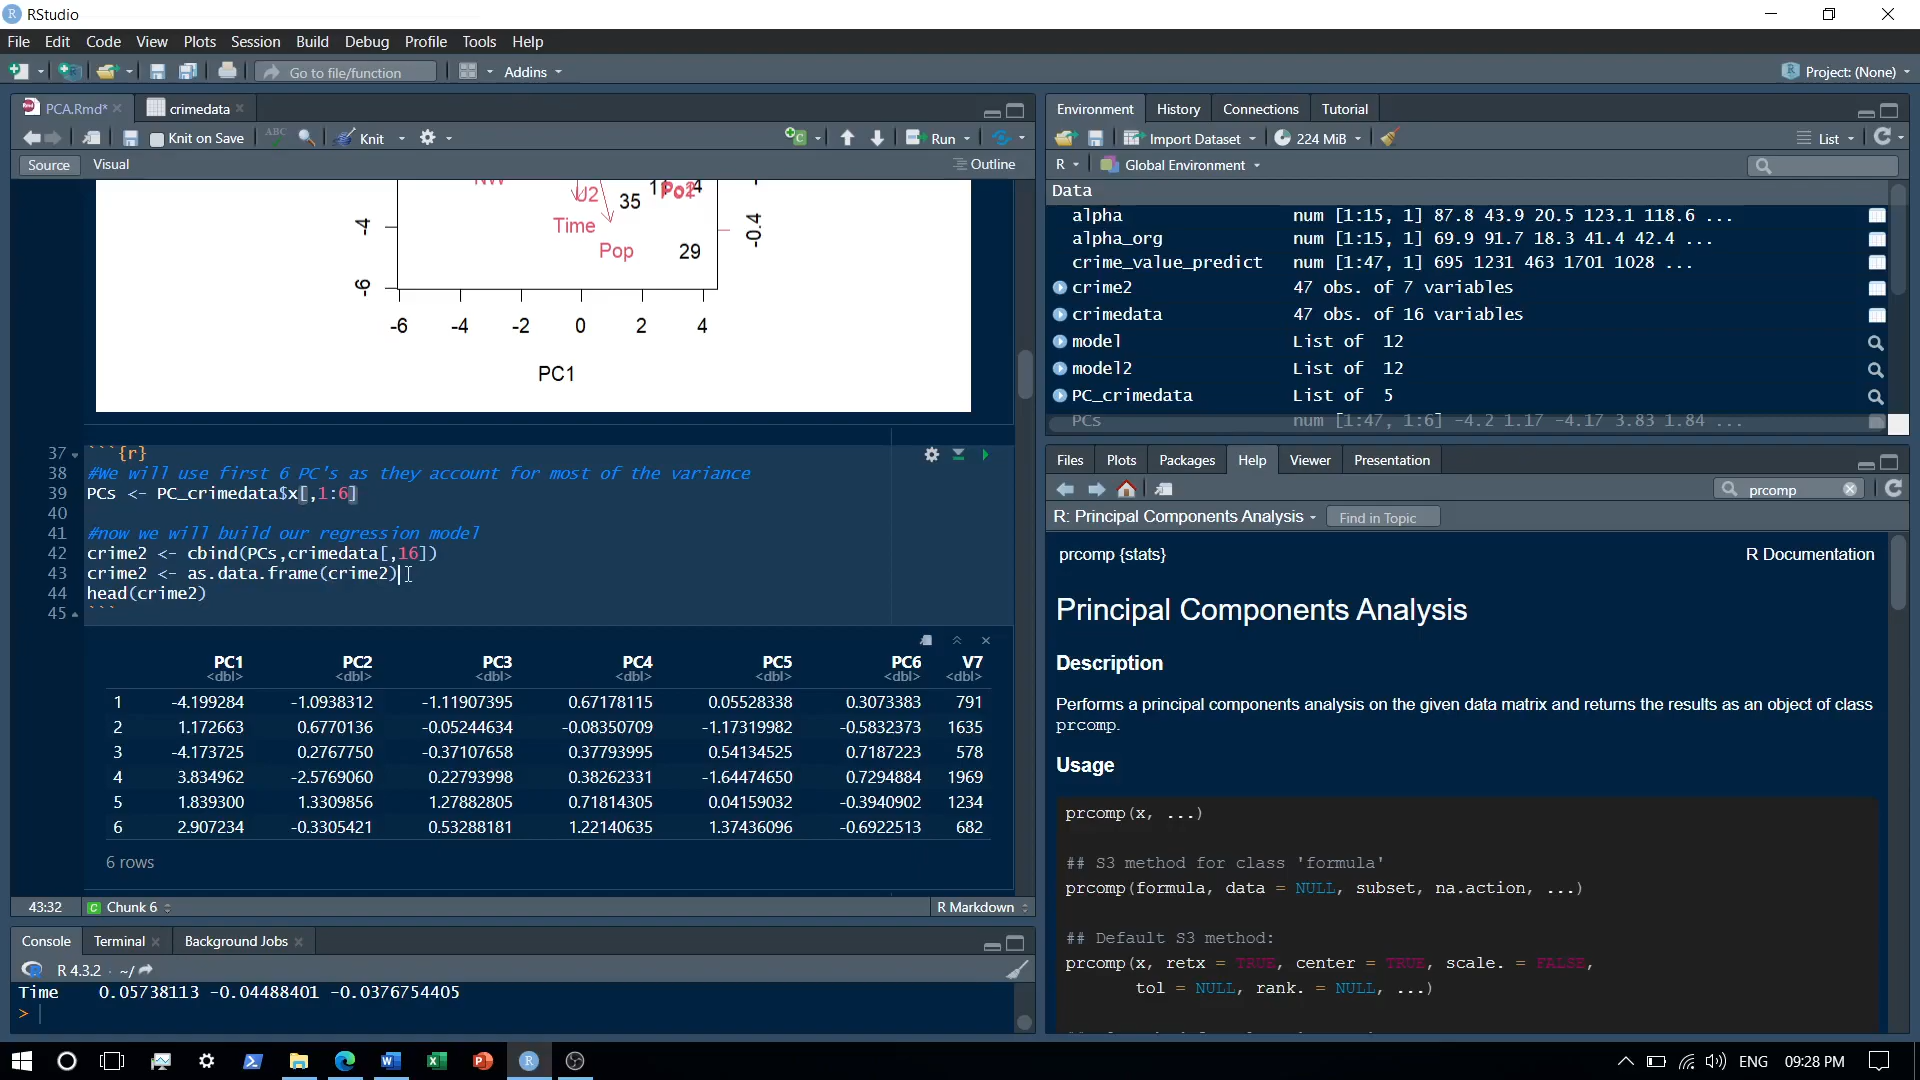 RStudio
File Edit Code View Plots Session Build Debug Profile Tools Help
Go to file/function Addins Project: (None)
PCA.Rmd* crimedata
Knit on Save ABC Knit Run
Source Visual Outline
NW
U2 35 4
-4 Time -0.4
Pop 29
-6
-6 -4 -2 0 2 4
PC1
37 ```{r}
38 #We will use first 6 PC's as they account for most of the variance
39 PCs <- PC_crimedata$x[,1:6]
40
41 #now we will build our regression model
42 crime2 <- cbind(PCs,crimedata[,16])
43 crime2 <- as.data.frame(crime2)
44 head(crime2)
45 ```
PC1 PC2 PC3 PC4 PC5 PC6 V7
<dbl> <dbl> <dbl> <dbl> <dbl> <dbl> <dbl>
1 -4.199284 -1.0938312 -1.11907395 0.67178115 0.05528338 0.3073383 791
2 1.172663 0.6770136 -0.05244634 -0.08350709 -1.17319982 -0.5832373 1635
3 -4.173725 0.2767750 -0.37107658 0.37793995 0.54134525 0.7187223 578
4 3.834962 -2.5769060 0.22793998 0.38262331 -1.64474650 0.7294884 1969
5 1.839300 1.3309856 1.27882805 0.71814305 0.04159032 -0.3940902 1234
6 2.907234 -0.3305421 0.53288181 1.22140635 1.37436096 -0.6922513 682
6 rows
43:32 Chunk 6 R Markdown
Console Terminal Background Jobs
R 4.3.2 · ~/
Time 0.05738113 -0.04488401 -0.0376754405
>
Environment History Connections Tutorial
Import Dataset 224 MiB List
R Global Environment
Data
alpha num [1:15, 1] 87.8 43.9 20.5 123.1 118.6 ...
alpha_org num [1:15, 1] 69.9 91.7 18.3 41.4 42.4 ...
crime_value_predict num [1:47, 1] 695 1231 463 1701 1028 ...
crime2 47 obs. of 7 variables
crimedata 47 obs. of 16 variables
model List of 12
model2 List of 12
PC_crimedata List of 5
PCs num [1:47, 1:6] -4.2 1.17 -4.17 3.83 1.84 ...
Files Plots Packages Help Viewer Presentation
prcomp
R: Principal Components Analysis Find in Topic
prcomp {stats} R Documentation
Principal Components Analysis
Description
Performs a principal components analysis on the given data matrix and returns the results as an object of class
prcomp.
Usage
prcomp(x, ...)
## S3 method for class 'formula'
prcomp(formula, data = NULL, subset, na.action, ...)
## Default S3 method:
prcomp(x, retx = TRUE, center = TRUE, scale. = FALSE,
tol = NULL, rank. = NULL, ...)
ENG 09:28 PM